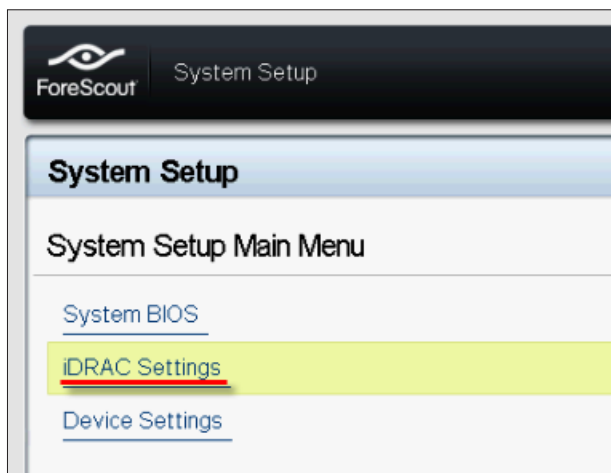 ForeScout
System Setup
System Setup
System Setup Main Menu
System BIOS
iDRAC Settings
Device Settings